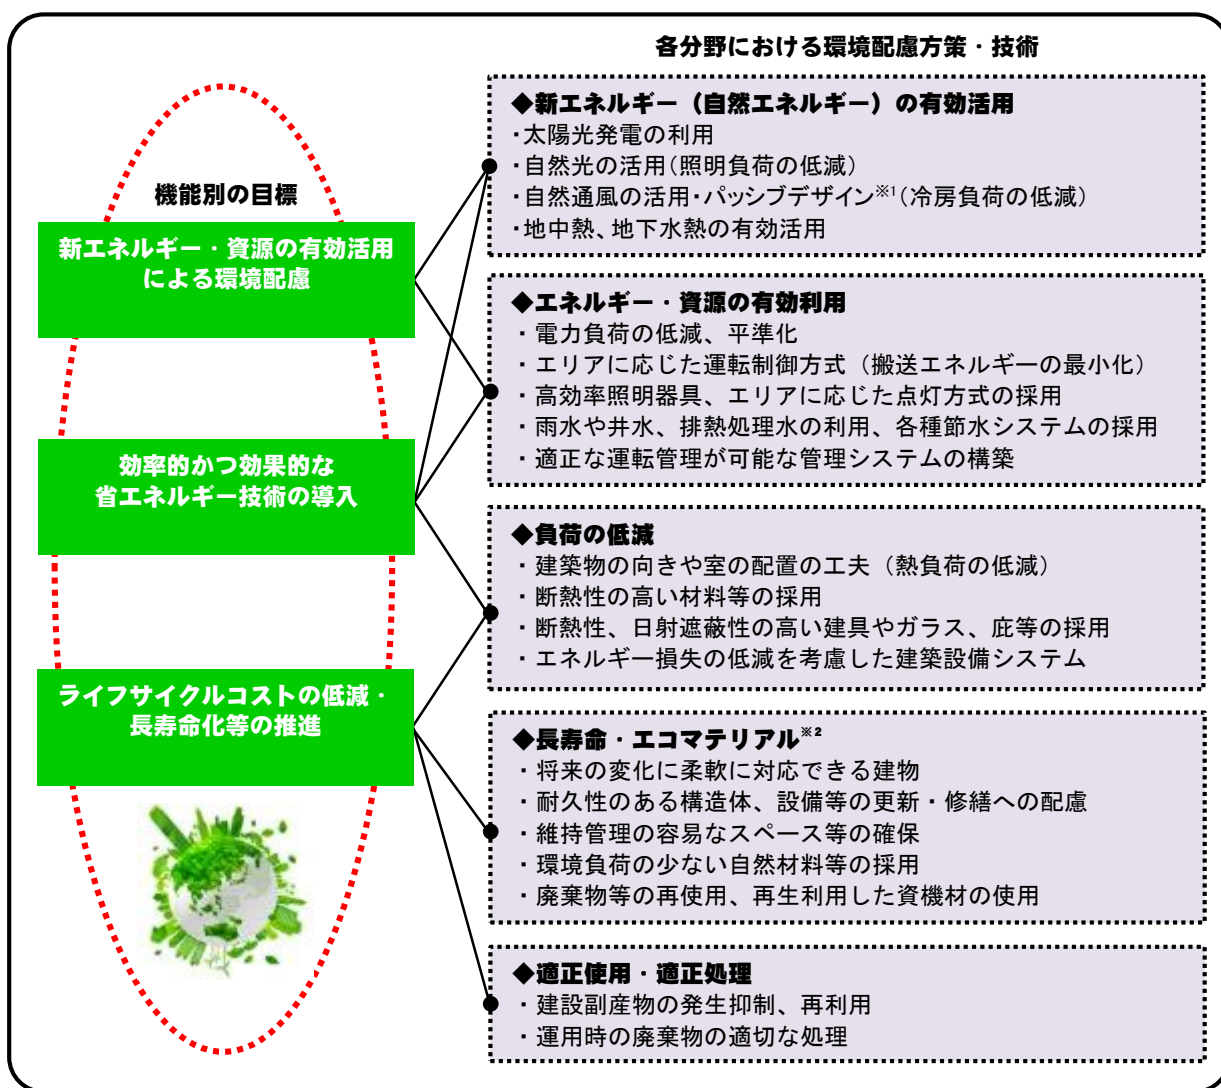 各分野における環境配慮方策・技術
機能別の目標
新エネルギー・資源の有効活用
による環境配慮
効率的かつ効果的な
省エネルギー技術の導入
ライフサイクルコストの低減・
長寿命化等の推進
◆新エネルギー（自然エネルギー）の有効活用
・太陽光発電の利用
・自然光の活用（照明負荷の低減）
・自然通風の活用・パッシブデザイン※1（冷房負荷の低減）
・地中熱、地下水熱の有効活用
◆エネルギー・資源の有効利用
・電力負荷の低減、平準化
・エリアに応じた運転制御方式（搬送エネルギーの最小化）
・高効率照明器具、エリアに応じた点灯方式の採用
・雨水や井水、排熱処理水の利用、各種節水システムの採用
・適正な運転管理が可能な管理システムの構築
◆負荷の低減
・建築物の向きや室の配置の工夫（熱負荷の低減）
・断熱性の高い材料等の採用
・断熱性、日射遮蔽性の高い建具やガラス、庇等の採用
・エネルギー損失の低減を考慮した建築設備システム
◆長寿命・エコマテリアル※2
・将来の変化に柔軟に対応できる建物
・耐久性のある構造体、設備等の更新・修繕への配慮
・維持管理の容易なスペース等の確保
・環境負荷の少ない自然材料等の採用
・廃棄物等の再使用、再生利用した資機材の使用
◆適正使用・適正処理
・建設副産物の発生抑制、再利用
・運用時の廃棄物の適切な処理